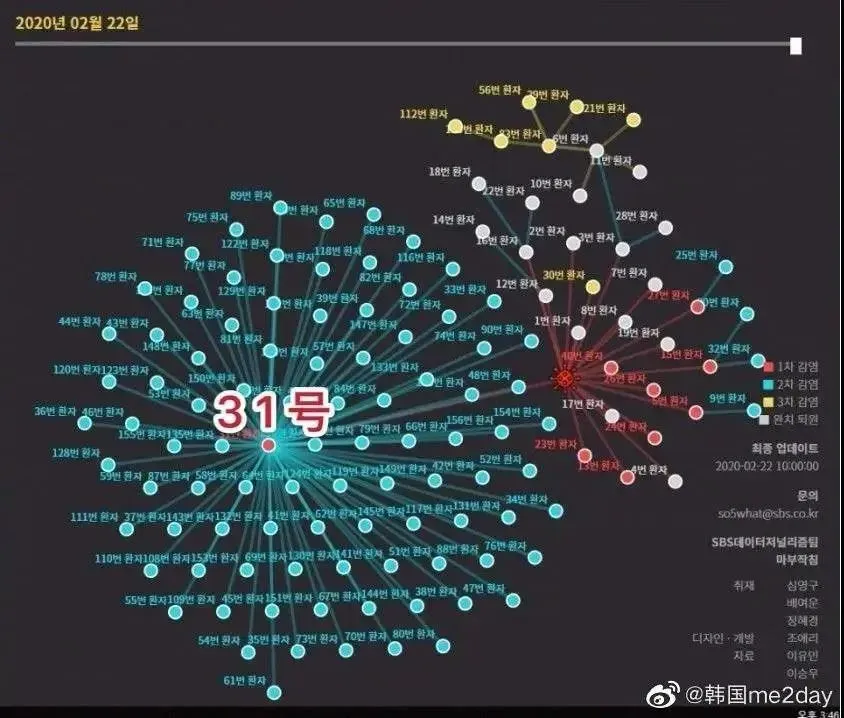 2020년 02월 22일
56번 환자
29번 환자
21번 환자
112번 환자
번 환자
83번 환자
6번 환자
11번 환자
18번 환자
22번 환자
10번 환자
89번 환자
번 환자
65번 환자
14번 환자
2번 환자
3번 환자
28번 환자
75번 환자
68번 환자
16번 환자
71번 환자
122번 환자
118번 환자
116번 환자
25번 환자
77번 환자
82번 환자
30번 환자
7번 환자
78번 환자
번 환자
129번 환자
39번 환자
33번 환자
12번 환자
27번 환자
20번 환자
63번 환자
72번 환자
1번 환자
8번 환자
44번 환자
43번 환자
147번 환자
90번 환자
19번 환자
81번 환자
57번 환자
74번 환자
148번 환자
40번 환자
15번 환자
32번 환자
120번 환자
123번 환자
150번 환자
133번 환자
26번 환자
1차 감염
53번 환자
84번 환자
48번 환자
2차 감염
5번 환자
9번 환자
3차 감염
36번 환자
46번 환자
31号
17번 환자
완치 퇴원
155번 환자
135번 환자
79번 환자
66번 환자
156번 환자
154번 환자
24번 환자
128번 환자
23번 환자
최종 업데이트
2020-02-22 10:00:00
59번 환자
87번 환자
58번 환자
64번 환자
124번 환자
119번 환자
149번 환자
42번 환자
52번 환자
13번 환자
4번 환자
문의
so5what@sbs.co.kr
111번 환자
37번 환자
143번 환자
132번 환자
41번 환자
62번 환자
145번 환자
117번 환자
131번 환자
34번 환자
SBS데이터저널리즘팀
마부작침
110번 환자
108번 환자
153번 환자
69번 환자
130번 환자
141번 환자
51번 환자
88번 환자
76번 환자
취재 심영구
배여운
정혜경
55번 환자
109번 환자
45번 환자
151번 환자
67번 환자
144번 환자
38번 환자
47번 환자
디자인 · 개발 조애리
자료 이유민
이승우
54번 환자
35번 환자
73번 환자
70번 환자
80번 환자
61번 환자
@韩国me2day
오후 3:46